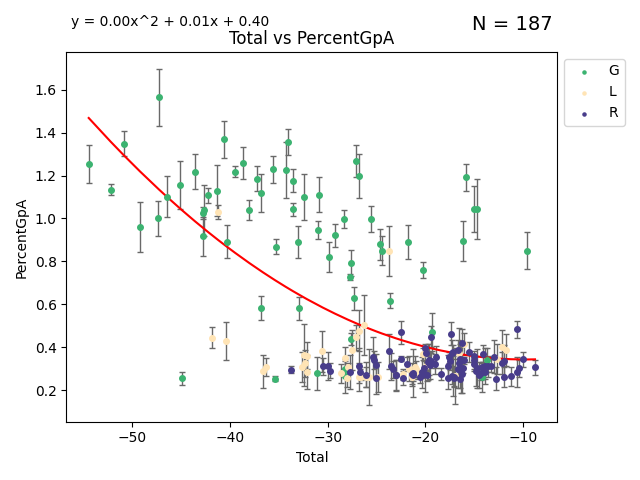 y = 0.00x^2 + 0.01x + 0.40
N = 187
Total vs PercentGpA
G
L
R
PercentGpA
1.6
1.4
1.2
1.0
0.8
0.6
0.4
0.2
−50
−40
−30
−20
−10
Total